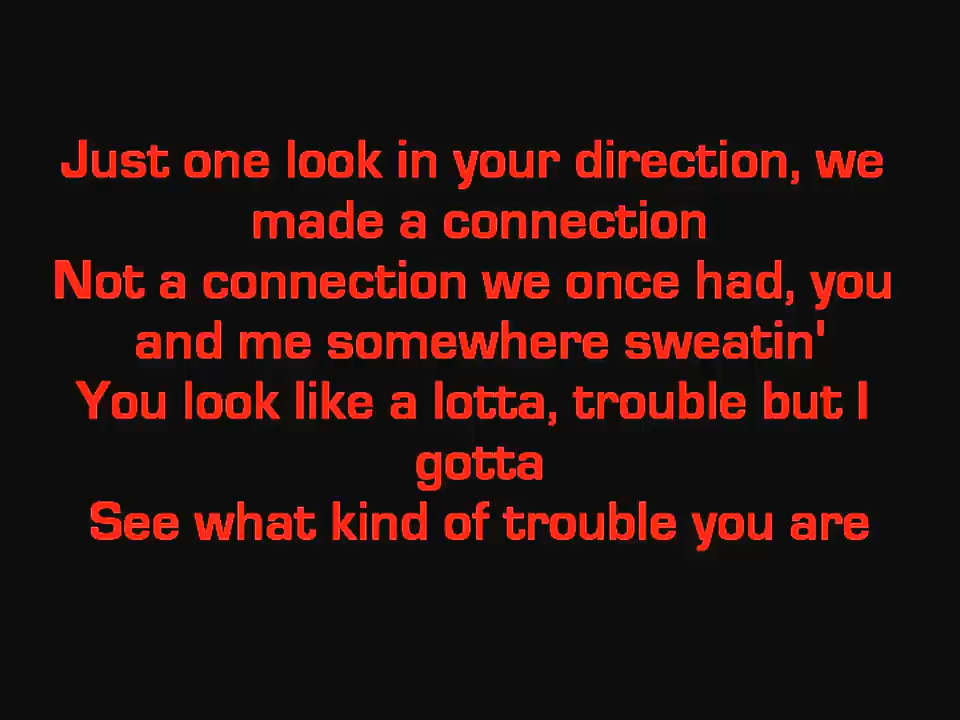 Just one look in your direction, we
made a connection
Not a connection we once had, you
and me somewhere sweatin'
You look like a lotta, trouble but I
gotta
See what kind of trouble you are